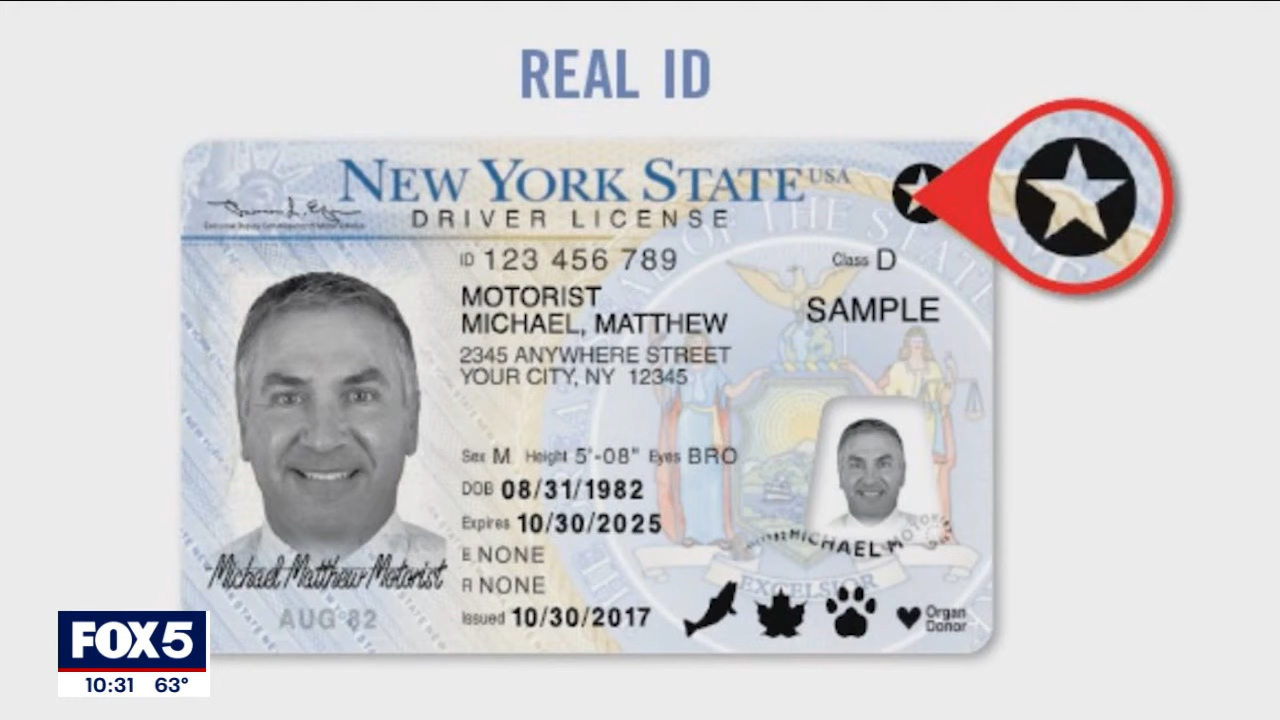 REAL ID
NEW YORK STATE USA
DRIVER LICENSE
ID 123 456 789
Class D
MOTORIST
MICHAEL, MATTHEW
SAMPLE
2345 ANYWHERE STREET
YOUR CITY, NY 12345
Sex M Height 5'-08" Eyes BRO
DOB 08/31/1982
Expires 10/30/2025
E NONE
R NONE
Issued 10/30/2017
Michael Matthew Motorist
AUG 82
MICHAEL
EXCELSIOR
Organ
Donor
FOX 5
10:31 63°